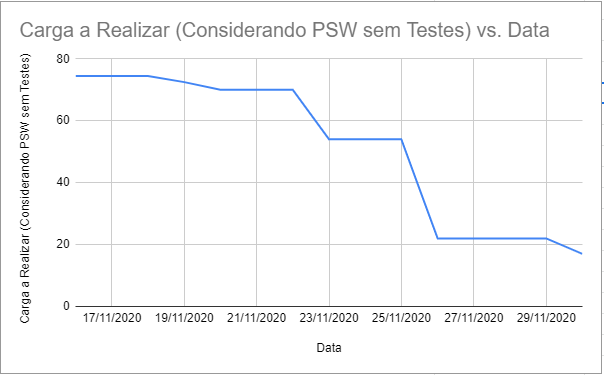 Carga a Realizar (Considerando PSW sem Testes) vs. Data
Carga a Realizar (Considerando PSW sem Testes)
80
60
40
20
0
17/11/2020 19/11/2020 21/11/2020 23/11/2020 25/11/2020 27/11/2020 29/11/2020
Data